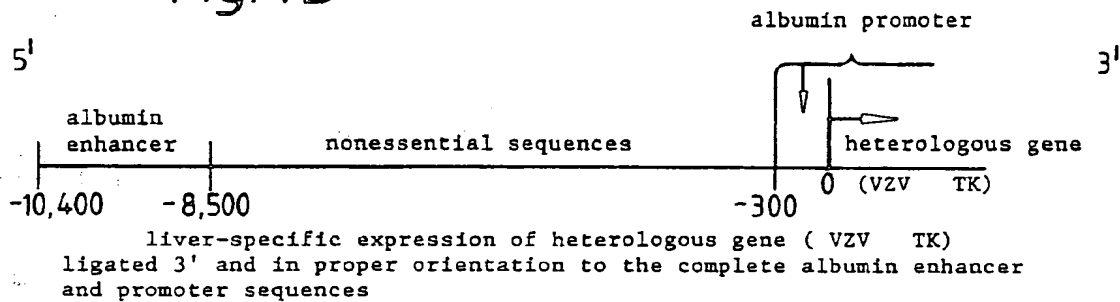 albumin promoter
5' 3'
albumin
enhancer nonessential sequences heterologous gene
-10,400 -8,500 -300 0 (VZV TK)
liver-specific expression of heterologous gene ( VZV TK)
ligated 3' and in proper orientation to the complete albumin enhancer
and promoter sequences